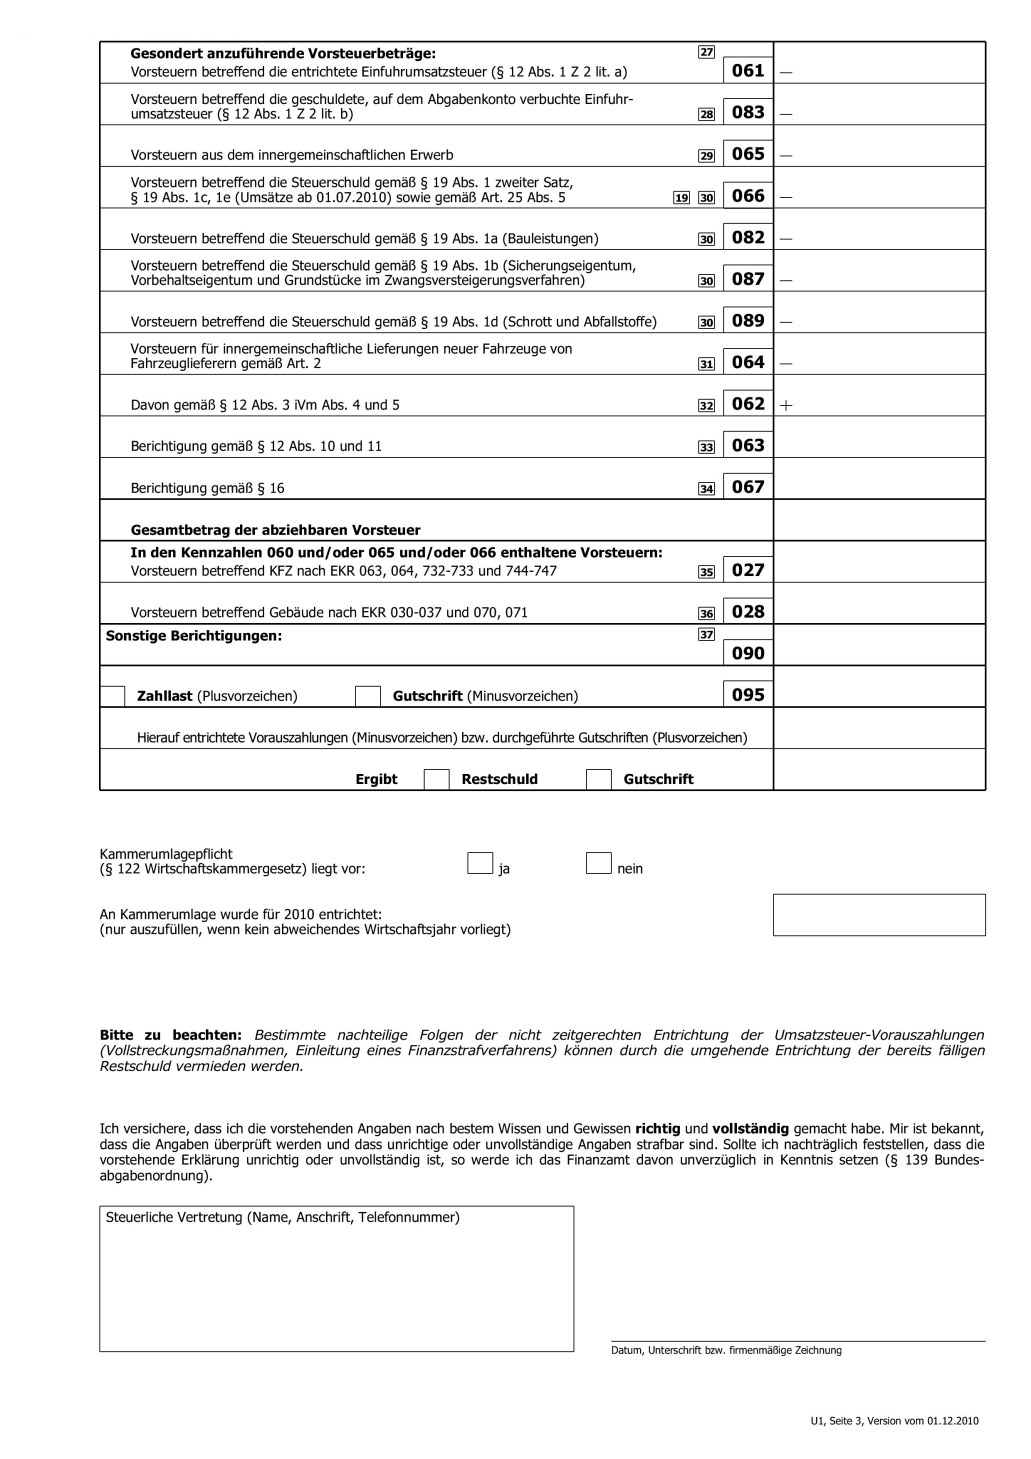 Gesondert anzuführende Vorsteuerbeträge: 27
Vorsteuern betreffend die entrichtete Einfuhrumsatzsteuer (§ 12 Abs. 1 Z 2 lit. a) 061 —
Vorsteuern betreffend die geschuldete, auf dem Abgabenkonto verbuchte Einfuhr-
umsatzsteuer (§ 12 Abs. 1 Z 2 lit. b) 28 083 —
Vorsteuern aus dem innergemeinschaftlichen Erwerb 29 065 —
Vorsteuern betreffend die Steuerschuld gemäß § 19 Abs. 1 zweiter Satz,
§ 19 Abs. 1c, 1e (Umsätze ab 01.07.2010) sowie gemäß Art. 25 Abs. 5 19 30 066 —
Vorsteuern betreffend die Steuerschuld gemäß § 19 Abs. 1a (Bauleistungen) 30 082 —
Vorsteuern betreffend die Steuerschuld gemäß § 19 Abs. 1b (Sicherungseigentum,
Vorbehaltseigentum und Grundstücke im Zwangsversteigerungsverfahren) 30 087 —
Vorsteuern betreffend die Steuerschuld gemäß § 19 Abs. 1d (Schrott und Abfallstoffe) 30 089 —
Vorsteuern für innergemeinschaftliche Lieferungen neuer Fahrzeuge von
Fahrzeuglieferern gemäß Art. 2 31 064 —
Davon gemäß § 12 Abs. 3 iVm Abs. 4 und 5 32 062 +
Berichtigung gemäß § 12 Abs. 10 und 11 33 063
Berichtigung gemäß § 16 34 067
Gesamtbetrag der abziehbaren Vorsteuer
In den Kennzahlen 060 und/oder 065 und/oder 066 enthaltene Vorsteuern:
Vorsteuern betreffend KFZ nach EKR 063, 064, 732-733 und 744-747 35 027
Vorsteuern betreffend Gebäude nach EKR 030-037 und 070, 071 36 028
Sonstige Berichtigungen: 37
090
Zahllast (Plusvorzeichen) Gutschrift (Minusvorzeichen) 095
Hierauf entrichtete Vorauszahlungen (Minusvorzeichen) bzw. durchgeführte Gutschriften (Plusvorzeichen)
Ergibt Restschuld Gutschrift
Kammerumlagepflicht
(§ 122 Wirtschaftskammergesetz) liegt vor: ja nein
An Kammerumlage wurde für 2010 entrichtet:
(nur auszufüllen, wenn kein abweichendes Wirtschaftsjahr vorliegt)
Bitte zu beachten: Bestimmte nachteilige Folgen der nicht zeitgerechten Entrichtung der Umsatzsteuer-Vorauszahlungen
(Vollstreckungsmaßnahmen, Einleitung eines Finanzstrafverfahrens) können durch die umgehende Entrichtung der bereits fälligen
Restschuld vermieden werden.
Ich versichere, dass ich die vorstehenden Angaben nach bestem Wissen und Gewissen richtig und vollständig gemacht habe. Mir ist bekannt,
dass die Angaben überprüft werden und dass unrichtige oder unvollständige Angaben strafbar sind. Sollte ich nachträglich feststellen, dass die
vorstehende Erklärung unrichtig oder unvollständig ist, so werde ich das Finanzamt davon unverzüglich in Kenntnis setzen (§ 139 Bundes-
abgabenordnung).
Steuerliche Vertretung (Name, Anschrift, Telefonnummer)
Datum, Unterschrift bzw. firmenmäßige Zeichnung
U1, Seite 3, Version vom 01.12.2010